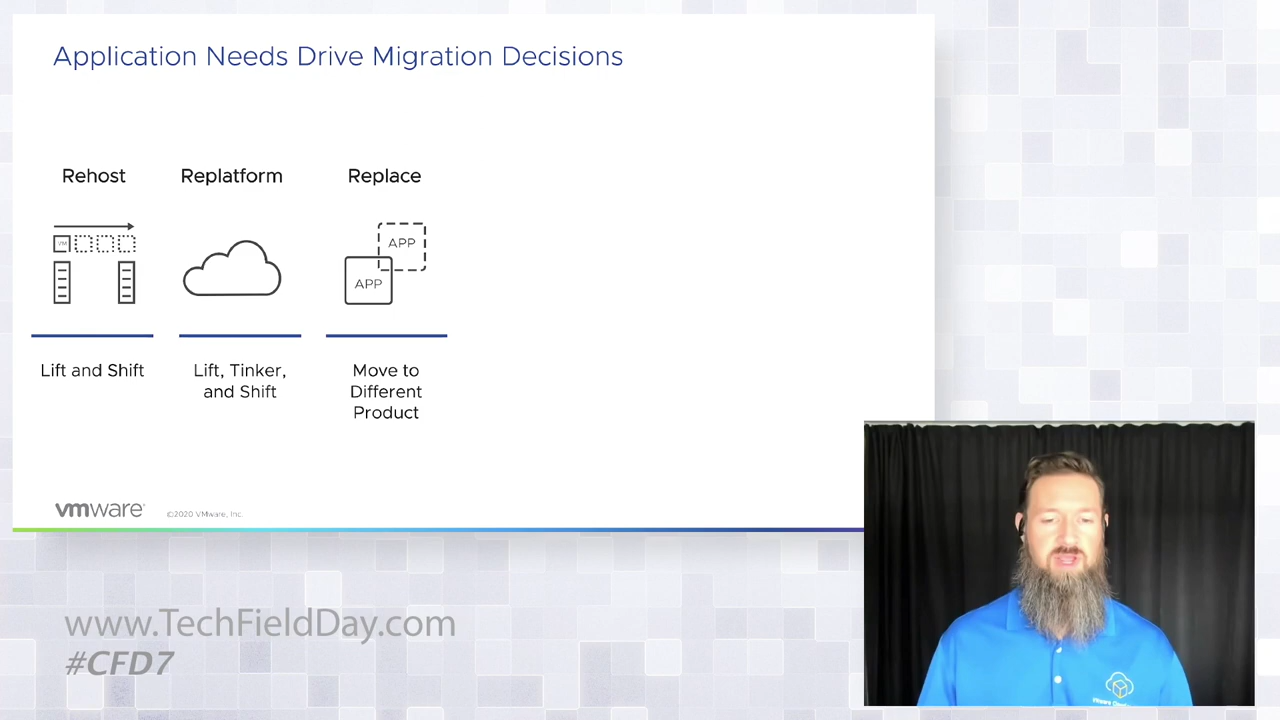 Application Needs Drive Migration Decisions
Rehost
Replatform
Replace
VM
APP
APP
Lift and Shift
Lift, Tinker,
and Shift
Move to
Different
Product
vmware
©2020 VMware, Inc.
www.TechFieldDay.com
#CFD7